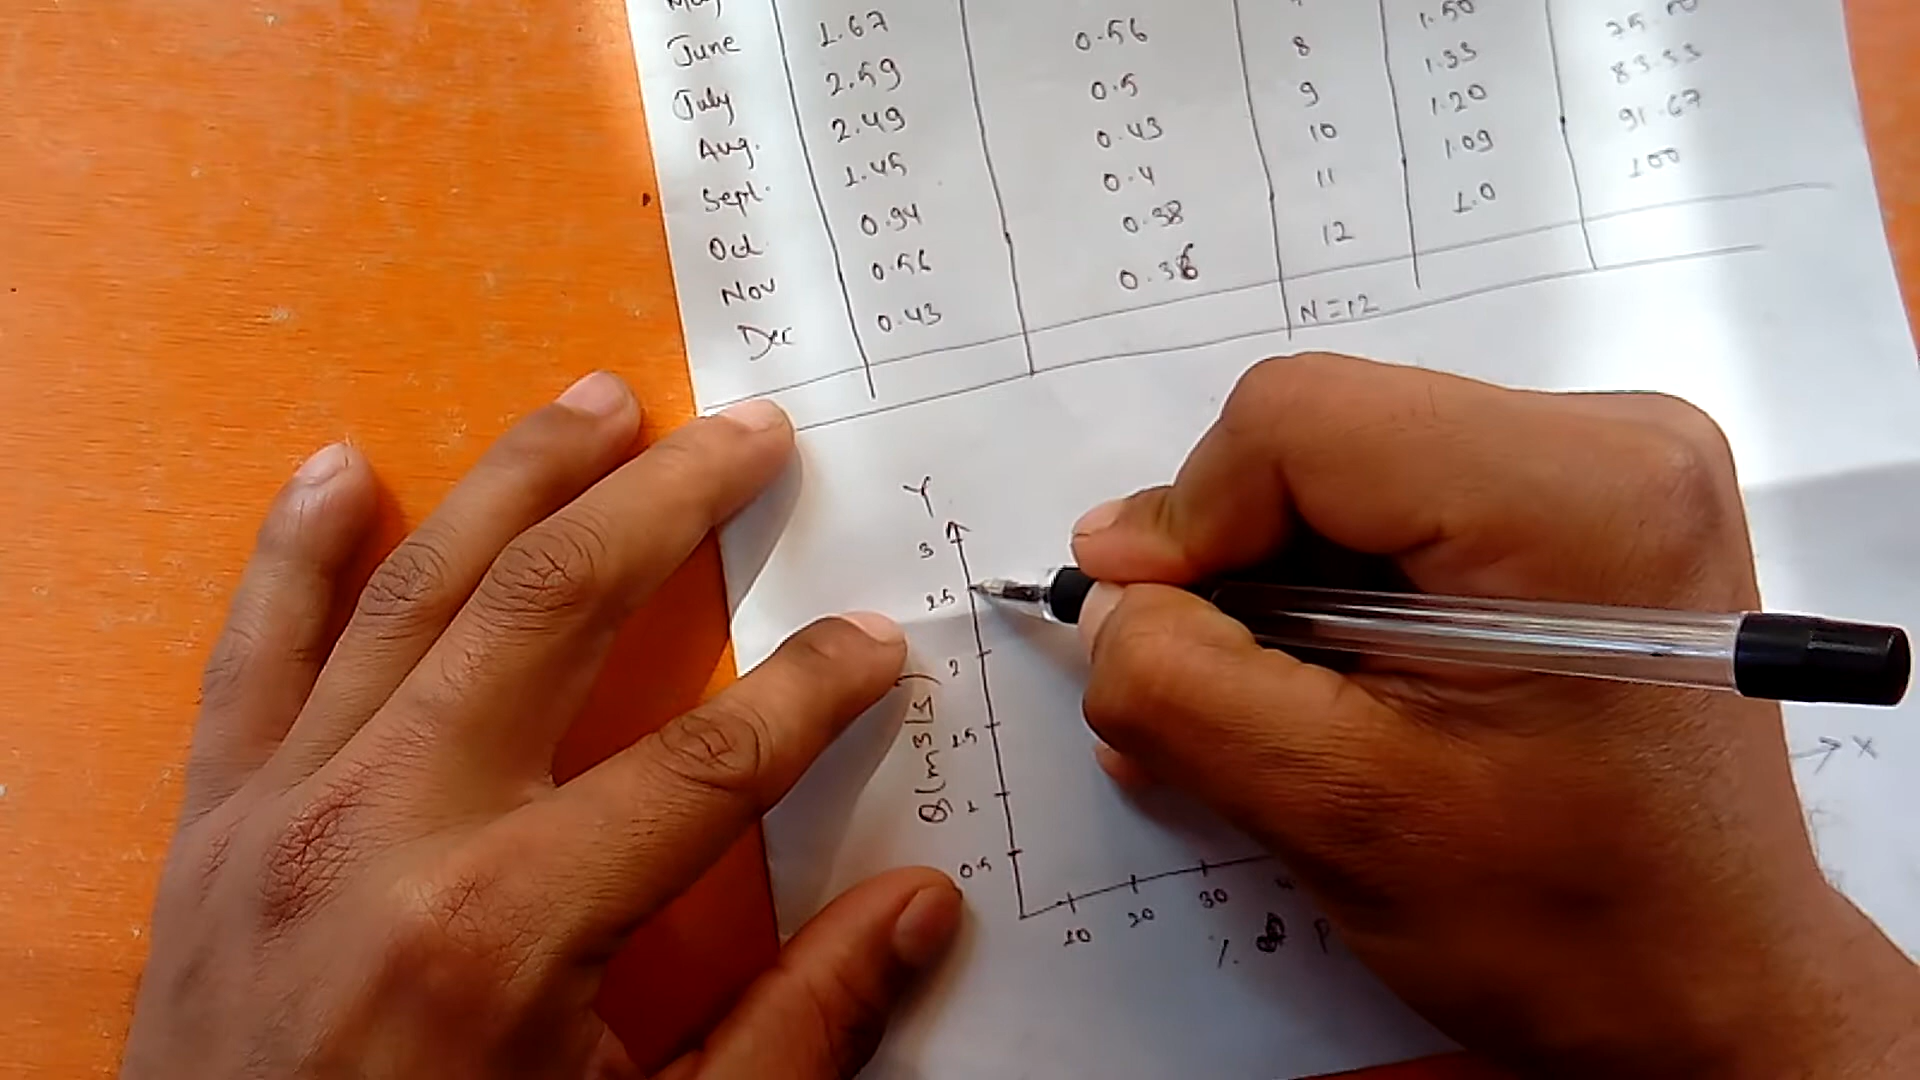 May
June 1.67
July 2.59 0.56
Aug. 2.49 0.5 8 1.50
Sept. 1.45 0.43 9 1.33
Oct. 0.94 0.4 10 1.20 83.33
Nov 0.56 0.38 11 1.09 91.67
Dec 0.43 0.36 12 1.0 100
N=12
Y
3
2.5
2
1.5
1
0.5
Q(m3/s)
10 20 30
% P
X